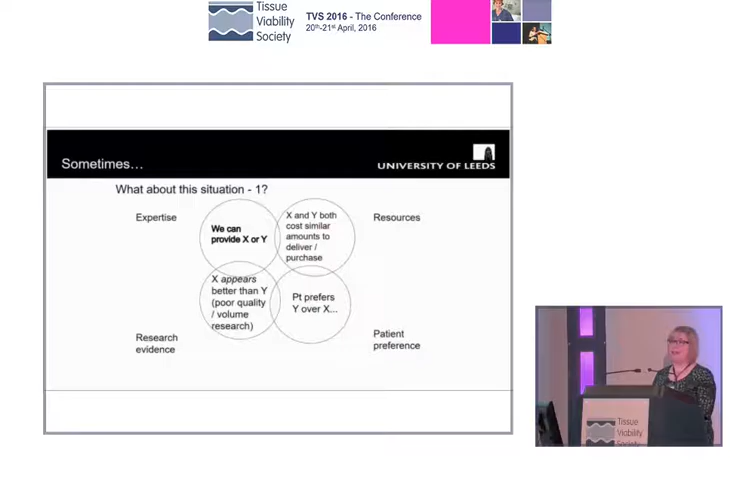 Tissue
Viability
Society
TVS 2016 - The Conference
20th-21st April, 2016
Sometimes...
UNIVERSITY OF LEEDS
What about this situation - 1?
Expertise
We can
provide X or Y
X and Y both
cost similar
amounts to
deliver /
purchase
Resources
X appears
better than Y
(poor quality
/ volume
research)
Pt prefers
Y over X...
Research
evidence
Patient
preference
Tissue
Viability
Society